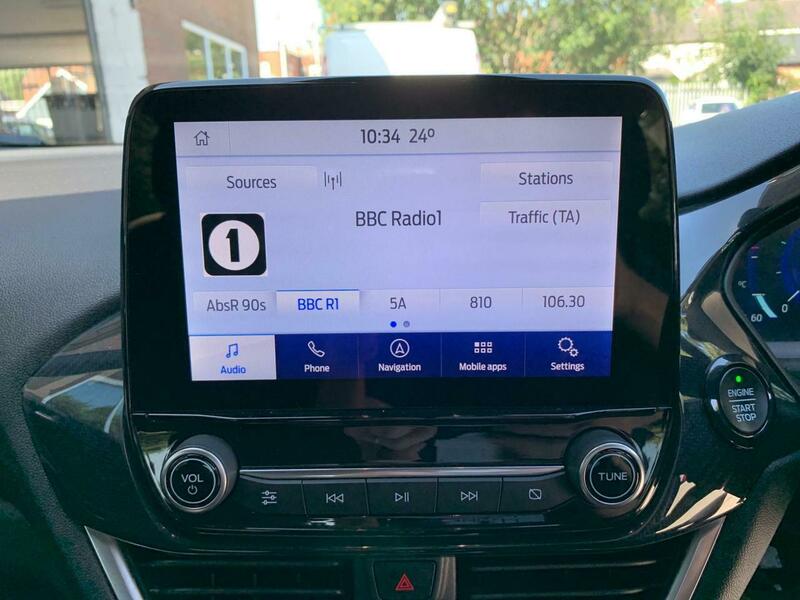 10:34 24º
Sources
Stations
BBC Radio1
Traffic (TA)
1
AbsR 90s BBC R1 5A 810 106.30
Audio Phone Navigation Mobile apps Settings
ENGINE
START
STOP
VOL
TUNE
°C
60
0